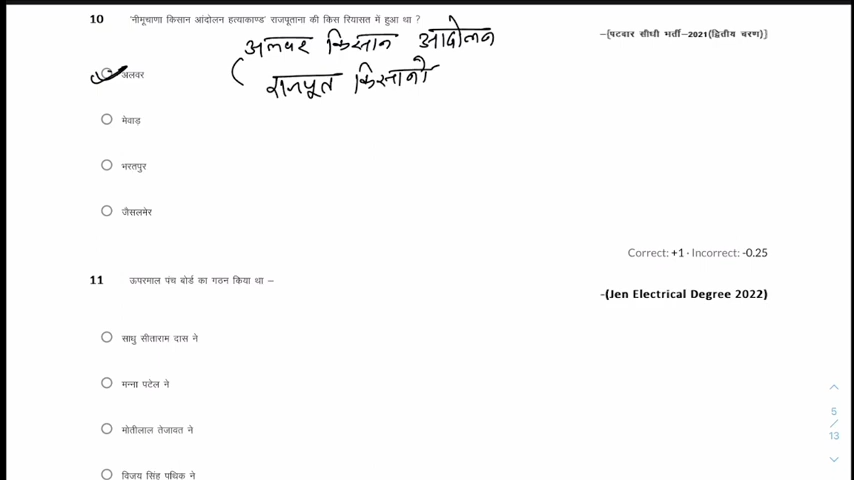 10 'नीमूचाणा किसान आंदोलन हत्याकाण्ड' राजपूताना की किस रियासत में हुआ था ?
-{पटवार सीधी भर्ती-2021(द्वितीय चरण)}
अलवर किसान आदोलन
(राजपूत किसानो
अलवर
मेवाड़
भरतपुर
जैसलमेर
Correct: +1 · Incorrect: -0.25
11 ऊपरमाल पंच बोर्ड का गठन किया था –
-(Jen Electrical Degree 2022)
साधु सीताराम दास ने
मन्ना पटेल ने
मोतीलाल तेजावत ने
विजय सिंह पथिक ने
5
/
13